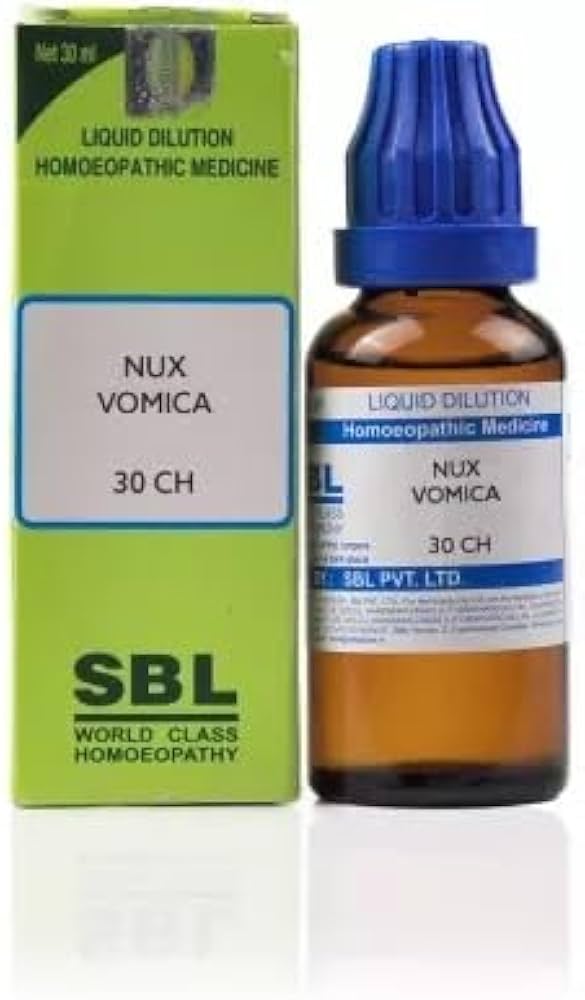 Net 30 ml
LIQUID DILUTION
HOMOEOPATHIC MEDICINE
NUX
VOMICA
30 CH
SBL
WORLD CLASS
HOMOEOPATHY
LIQUID DILUTION
Homoeopathic Medicine
BL
NUX
VOMICA
30 CH
SBL PVT. LTD.